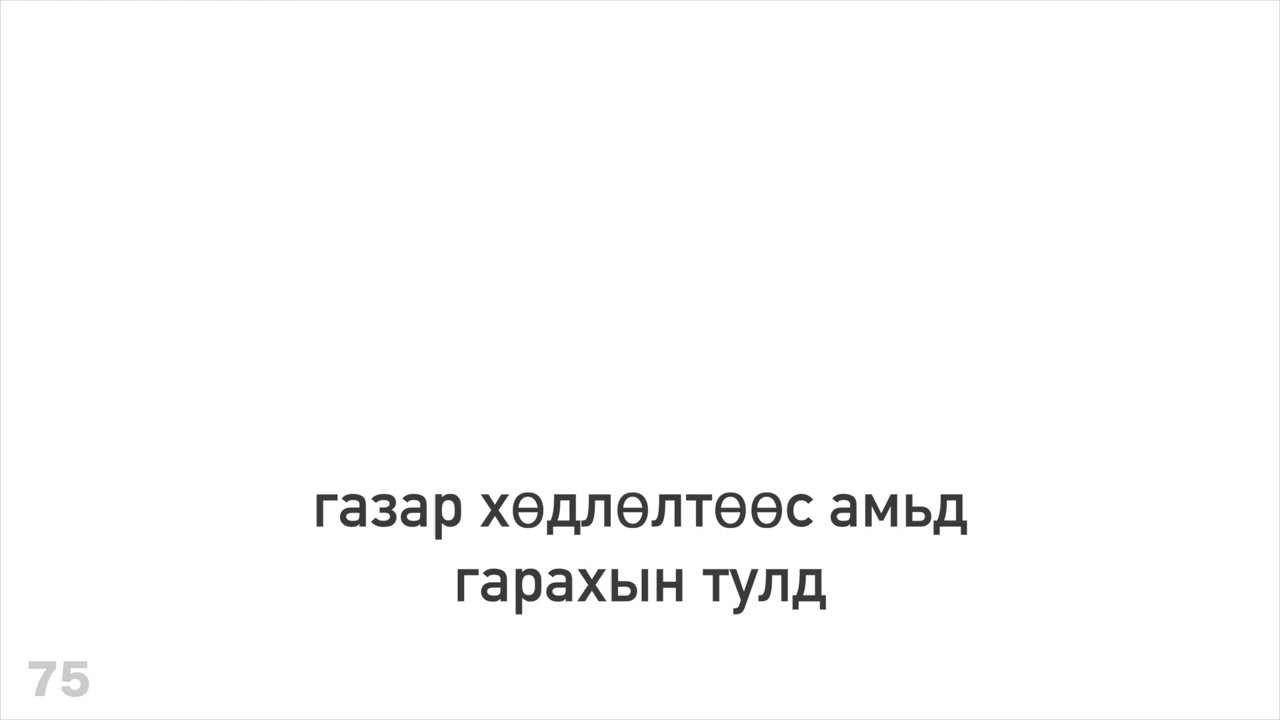 газар хөдлөлтөөс амьд
гарахын тулд
75